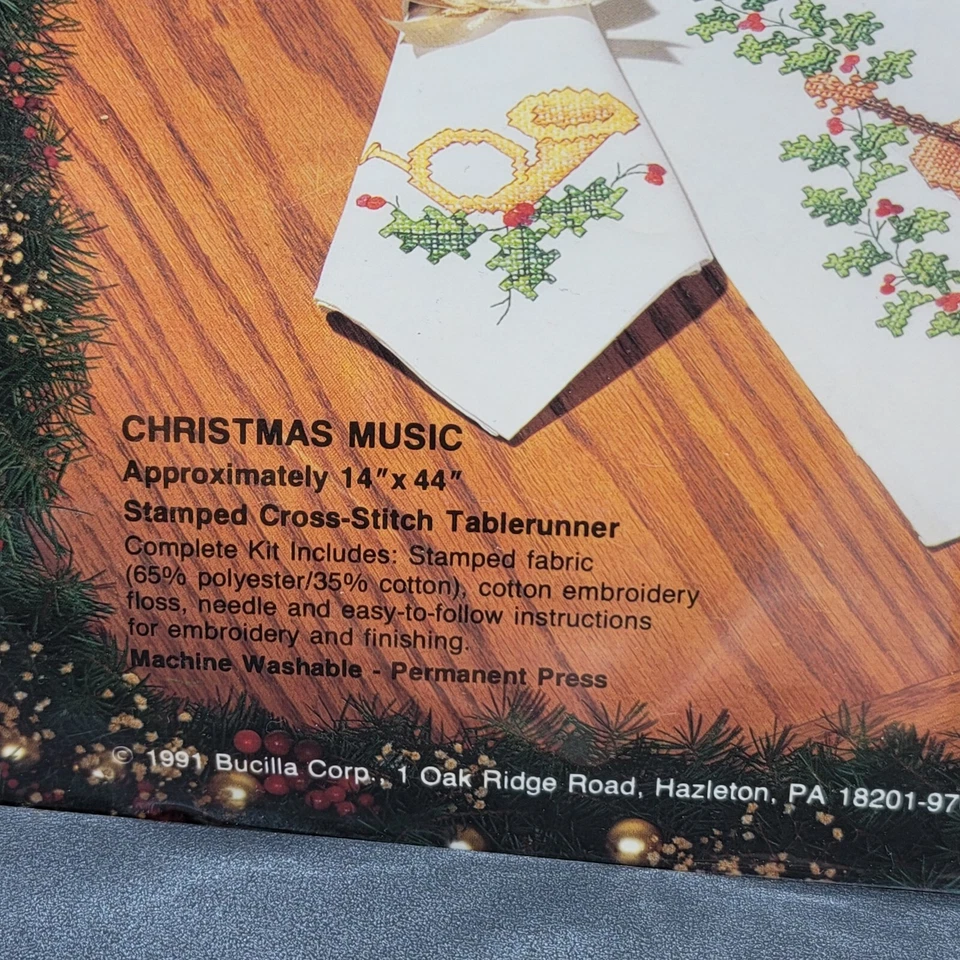 CHRISTMAS MUSIC
Approximately 14" x 44"
Stamped Cross-Stitch Tablerunner
Complete Kit Includes: Stamped fabric
(65% polyester/35% cotton), cotton embroidery
floss, needle and easy-to-follow instructions
for embroidery and finishing.
Machine Washable - Permanent Press
© 1991 Bucilla Corp., 1 Oak Ridge Road, Hazleton, PA 18201-97